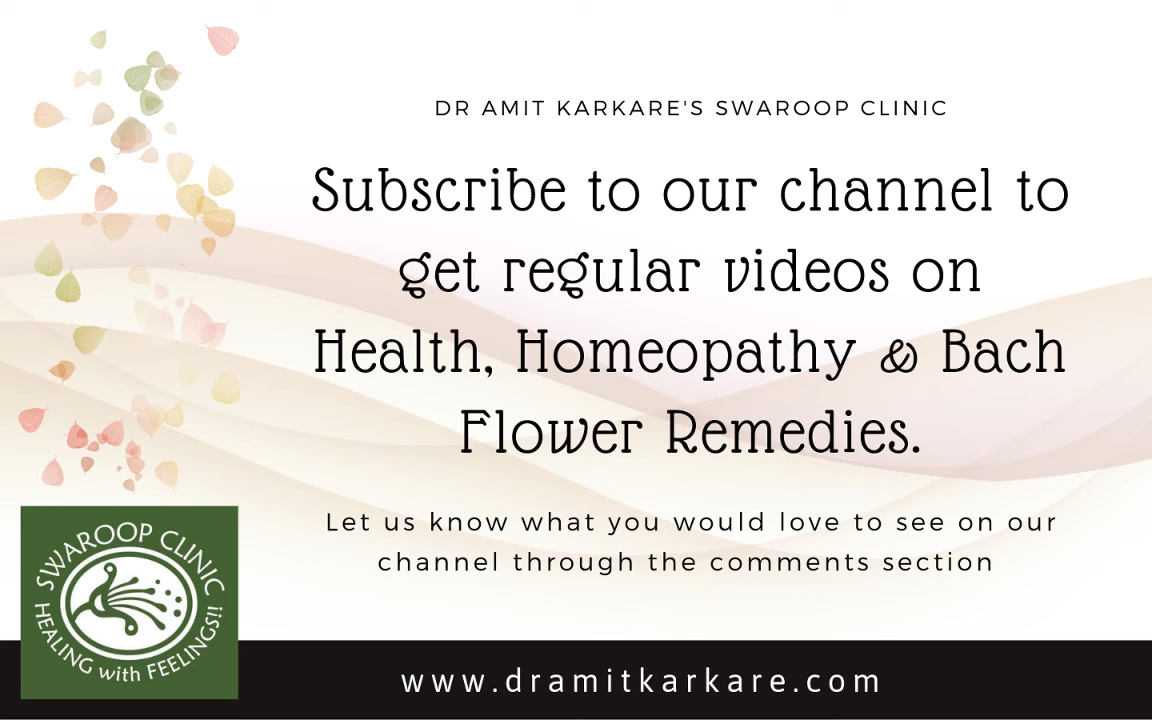 DR AMIT KARKARE'S SWAROOP CLINIC
Subscribe to our channel to
get regular videos on
Health, Homeopathy & Bach
Flower Remedies.
Let us know what you would love to see on our
channel through the comments section
SWAROOP CLINIC
HEALING with FEELINGS!!
www.dramitkarkare.com